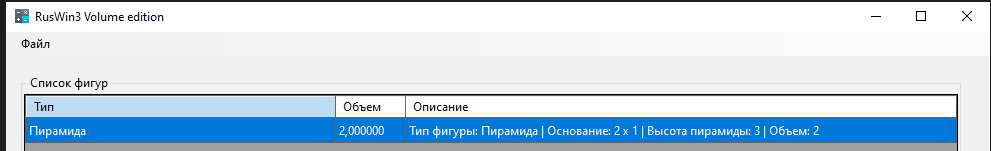 RusWin3 Volume edition
Файл
Список фигур
Тип Объем Описание
Пирамида 2,000000 Тип фигуры: Пирамида | Основание: 2 x 1 | Высота пирамиды: 3 | Объем: 2